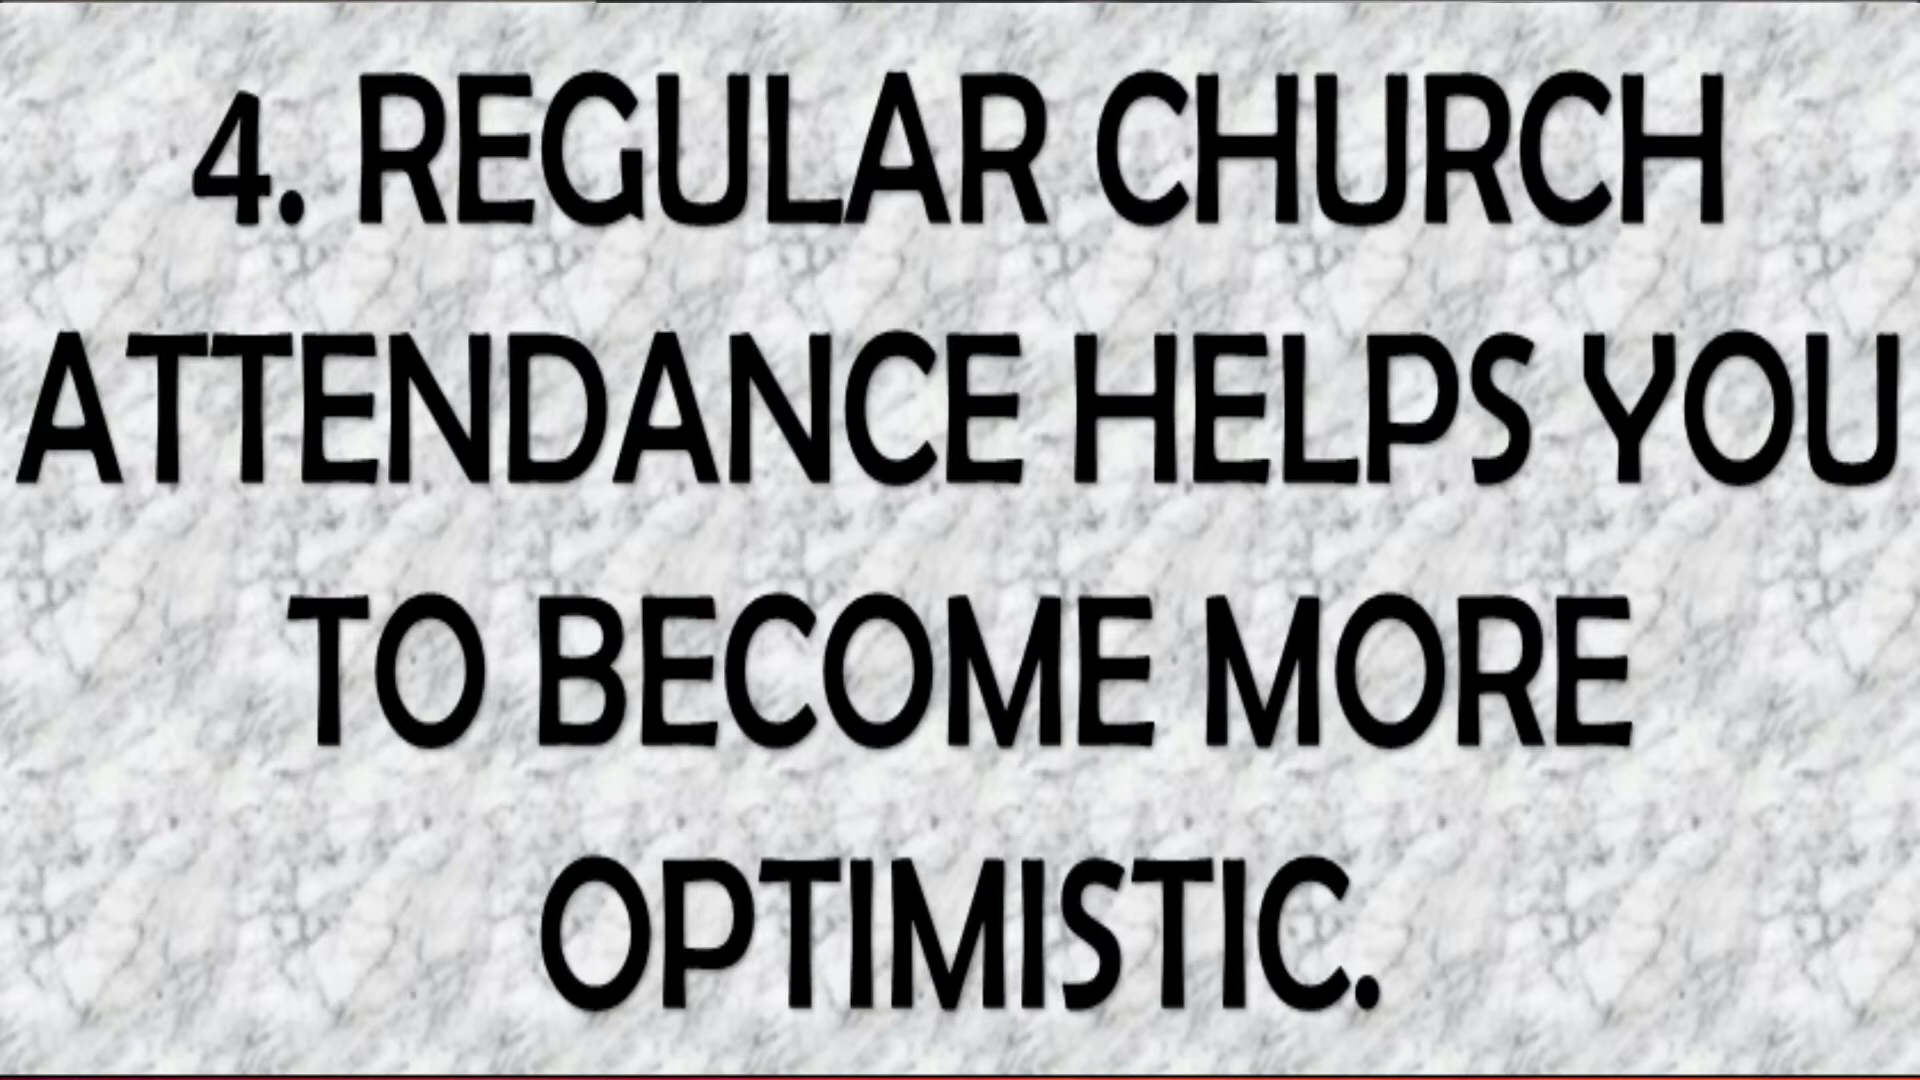 4. REGULAR CHURCH
ATTENDANCE HELPS YOU
TO BECOME MORE
OPTIMISTIC.